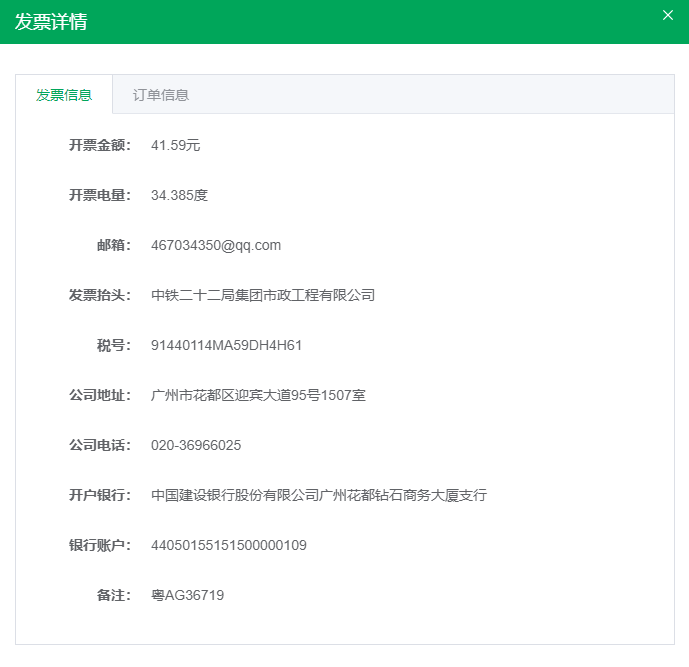 发票详情
发票信息 订单信息
开票金额： 41.59元
开票电量： 34.385度
邮箱： 467034350@qq.com
发票抬头： 中铁二十二局集团市政工程有限公司
税号： 91440114MA59DH4H61
公司地址： 广州市花都区迎宾大道95号1507室
公司电话： 020-36966025
开户银行： 中国建设银行股份有限公司广州花都钻石商务大厦支行
银行账户： 44050155151500000109
备注： 粤AG36719